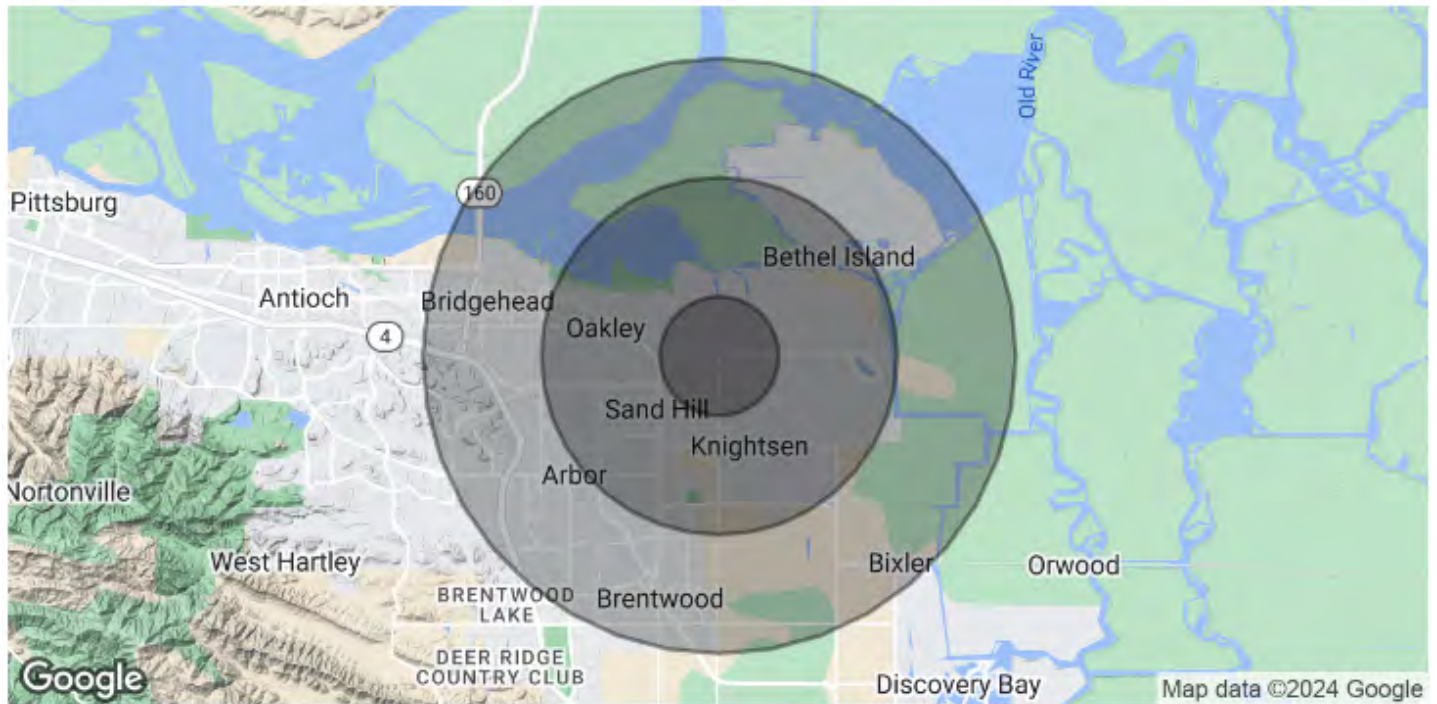 Old River
160
Pittsburg
Bethel Island
Antioch
Bridgehead
Oakley
4
Sand Hill
Knightsen
Arbor
Nortonville
West Hartley
Bixler
Orwood
BRENTWOOD
LAKE
Brentwood
DEER RIDGE
COUNTRY CLUB
Discovery Bay
Google
Map data ©2024 Google